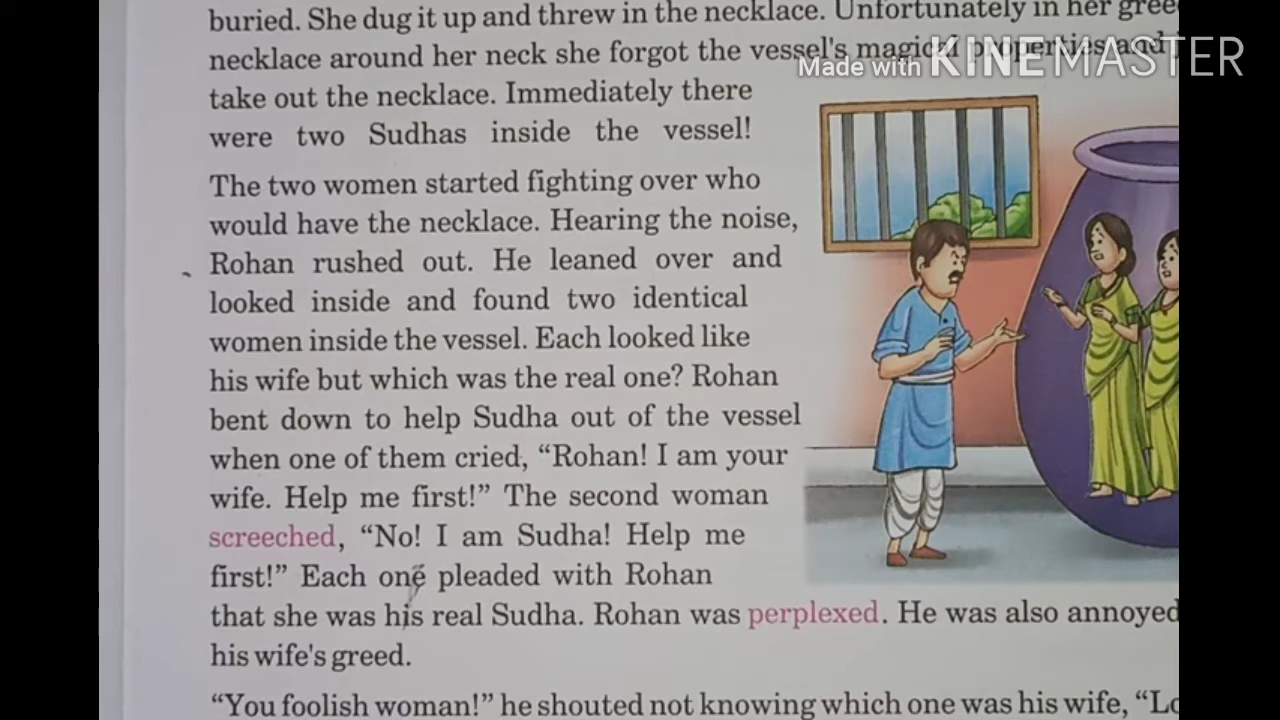 buried. She dug it up and threw in the necklace. Unfortunately in her
necklace around her neck she forgot the vessel's magical properties and
Made with KINEMASTER
take out the necklace. Immediately there
were two Sudhas inside the vessel!
The two women started fighting over who
would have the necklace. Hearing the noise,
Rohan rushed out. He leaned over and
looked inside and found two identical
women inside the vessel. Each looked like
his wife but which was the real one? Rohan
bent down to help Sudha out of the vessel
when one of them cried, “Rohan! I am your
wife. Help me first!” The second woman
screeched, “No! I am Sudha! Help me
first!” Each one pleaded with Rohan
that she was his real Sudha. Rohan was perplexed. He was also annoyed
his wife's greed.
“You foolish woman!” he shouted not knowing which one was his wife,